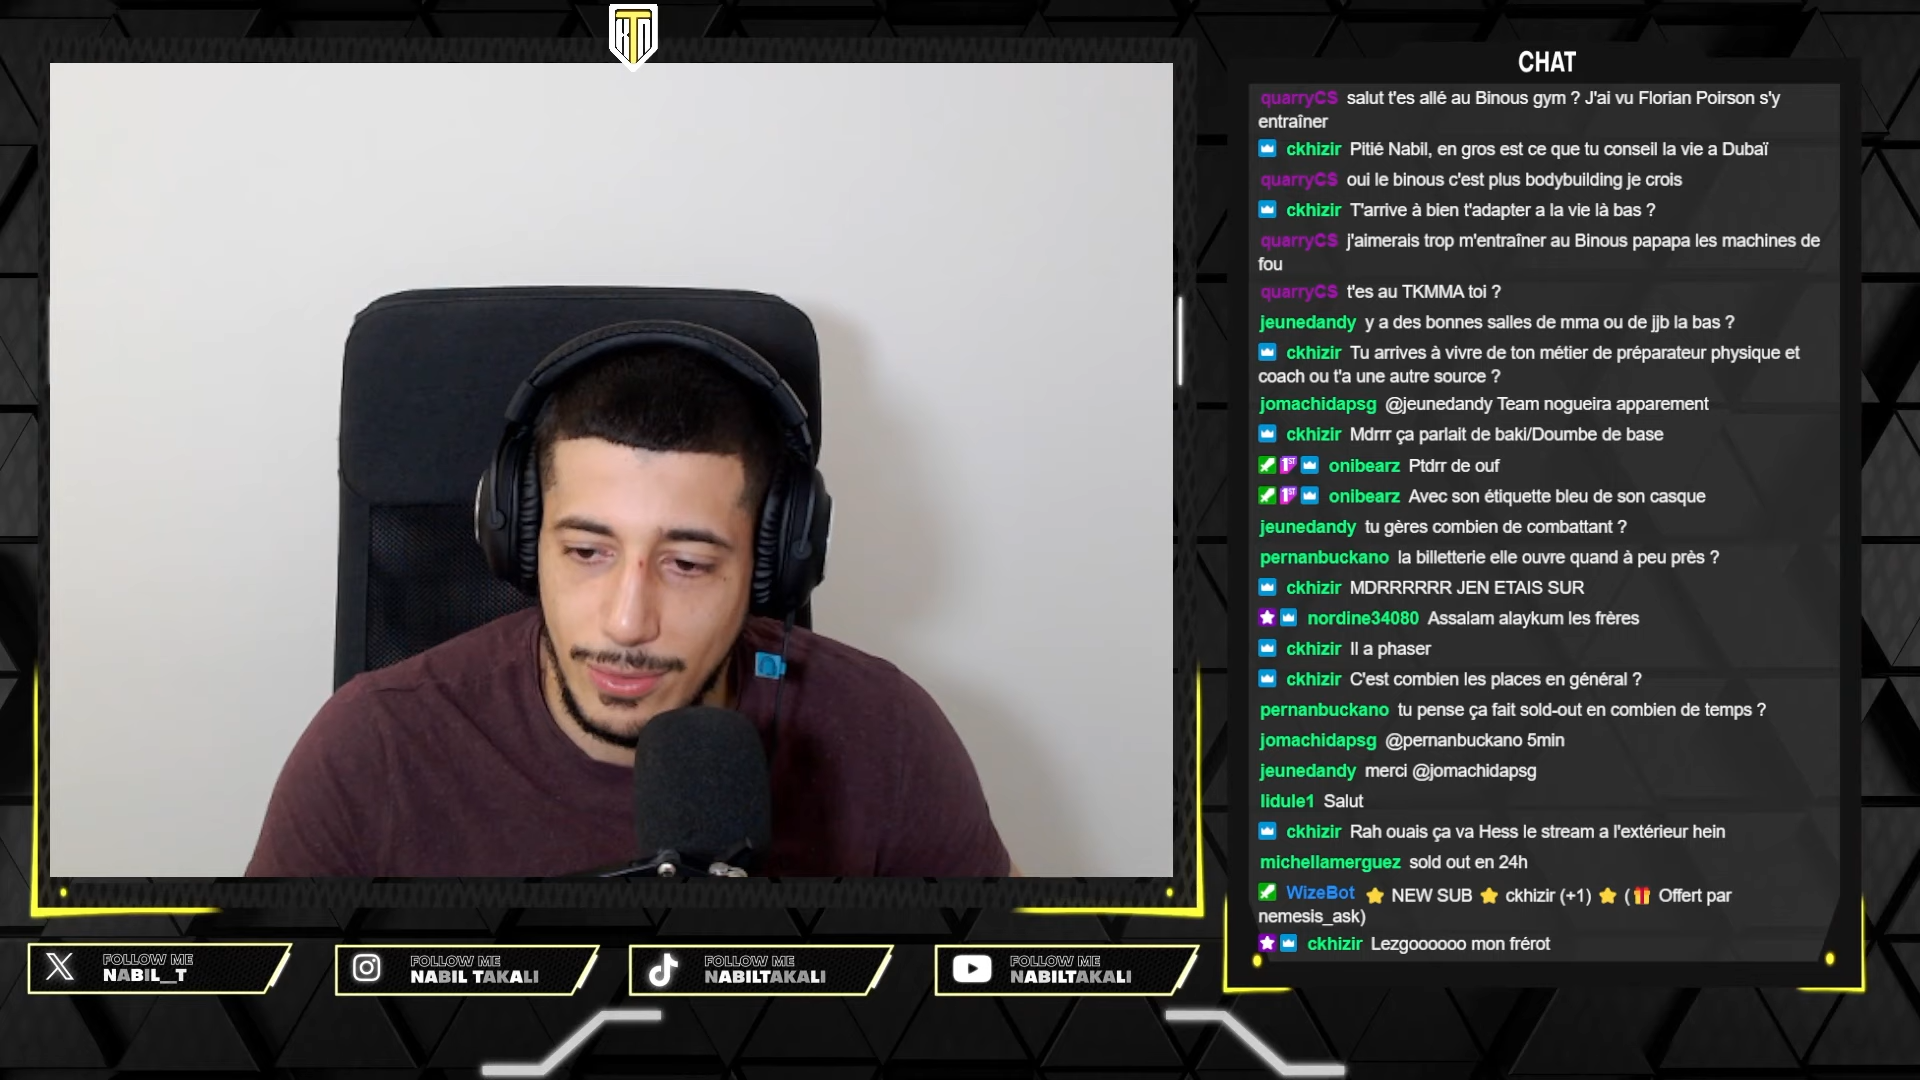 KTN
CHAT
quarryCS salut t'es allé au Binous gym ? J'ai vu Florian Poirson s'y
entraîner
ckhizir Pitié Nabil, en gros est ce que tu conseil la vie a Dubaï
quarryCS oui le binous c'est plus bodybuilding je crois
ckhizir T'arrive à bien t'adapter a la vie là bas ?
quarryCS j'aimerais trop m'entraîner au Binous papapa les machines de
fou
quarryCS t'es au TKMMA toi ?
jeunedandy y a des bonnes salles de mma ou de jjb la bas ?
ckhizir Tu arrives à vivre de ton métier de préparateur physique et
coach ou t'a une autre source ?
jomachidapsg @jeunedandy Team nogueira apparement
ckhizir Mdrrr ça parlait de baki/Doumbe de base
1ST onibearz Ptdrr de ouf
1ST onibearz Avec son étiquette bleu de son casque
jeunedandy tu gères combien de combattant ?
pernanbuckano la billetterie elle ouvre quand à peu près ?
ckhizir MDRRRRRR JEN ETAIS SUR
nordine34080 Assalam alaykum les frères
ckhizir Il a phaser
ckhizir C'est combien les places en général ?
pernanbuckano tu pense ça fait sold-out en combien de temps ?
jomachidapsg @pernanbuckano 5min
jeunedandy merci @jomachidapsg
lidule1 Salut
ckhizir Rah ouais ça va Hess le stream a l'extérieur hein
michellamerguez sold out en 24h
WizeBot NEW SUB ckhizir (+1) ( Offert par
nemesis_ask)
ckhizir Lezgoooooo mon frérot
FOLLOW ME
NABIL__T
FOLLOW ME
NABIL TAKALI
FOLLOW ME
NABILTAKALI
FOLLOW ME
NABILTAKALI